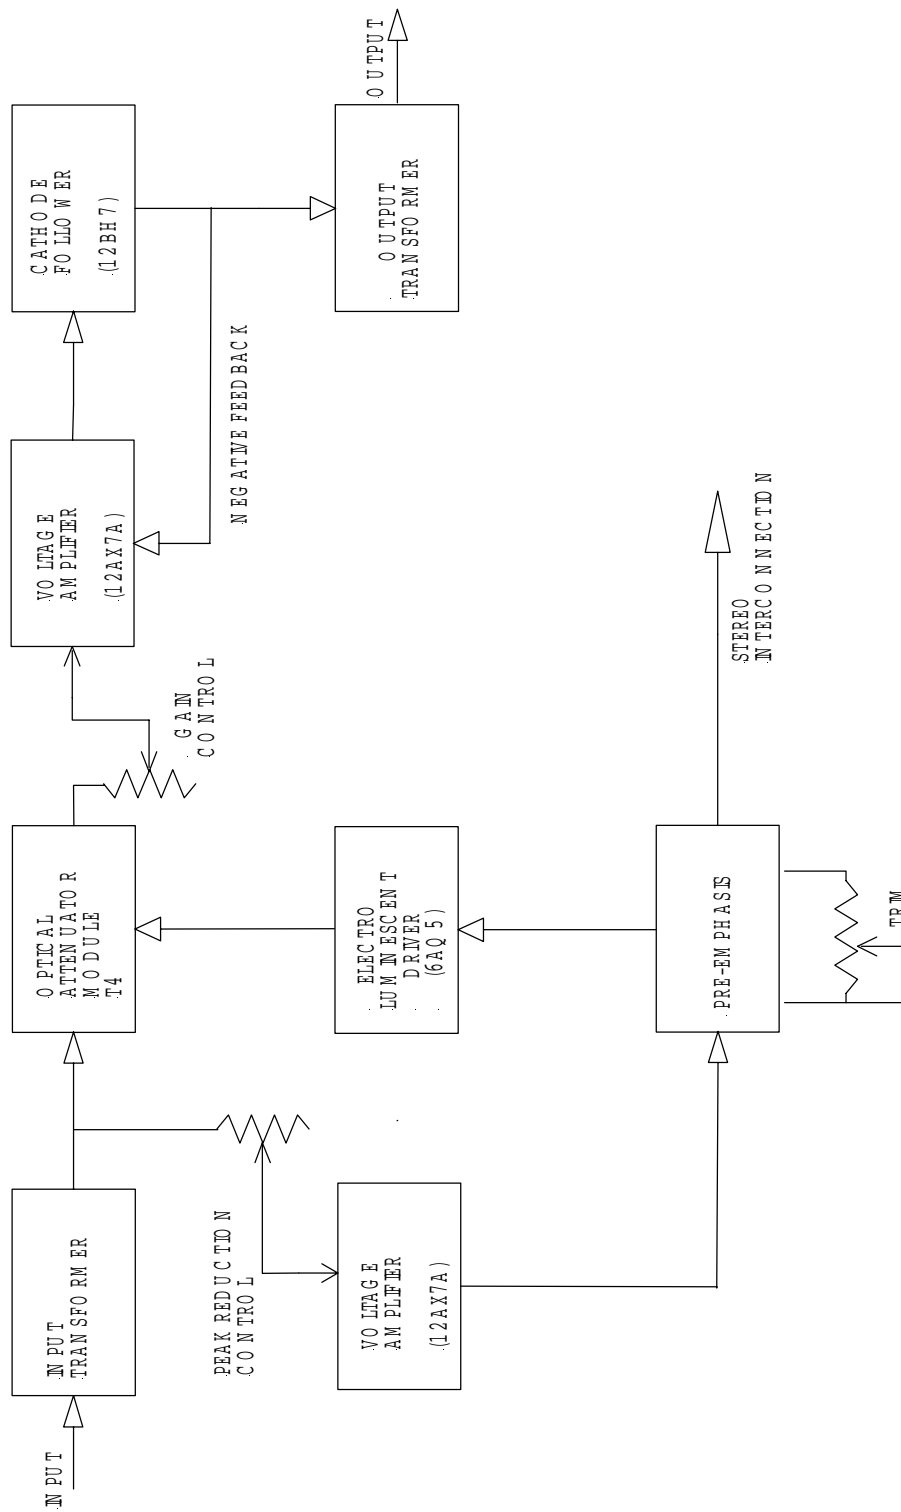 INPUT
INPUT
TRANSFORMER
OPTICAL
ATTENUATOR
MODULE
T4
GAIN
CONTROL
VOLTAGE
AMPLIFIER
(12AX7A)
CATHODE
FOLLOWER
(12BH7)
NEGATIVE FEEDBACK
OUTPUT
TRANSFORMER
OUTPUT
PEAK REDUCTION
CONTROL
VOLTAGE
AMPLIFIER
(12AX7A)
ELECTRO
LUMINESCENT
DRIVER
(6AQ5)
PRE-EMPHASIS
STEREO
INTERCONNECTION
TRIM